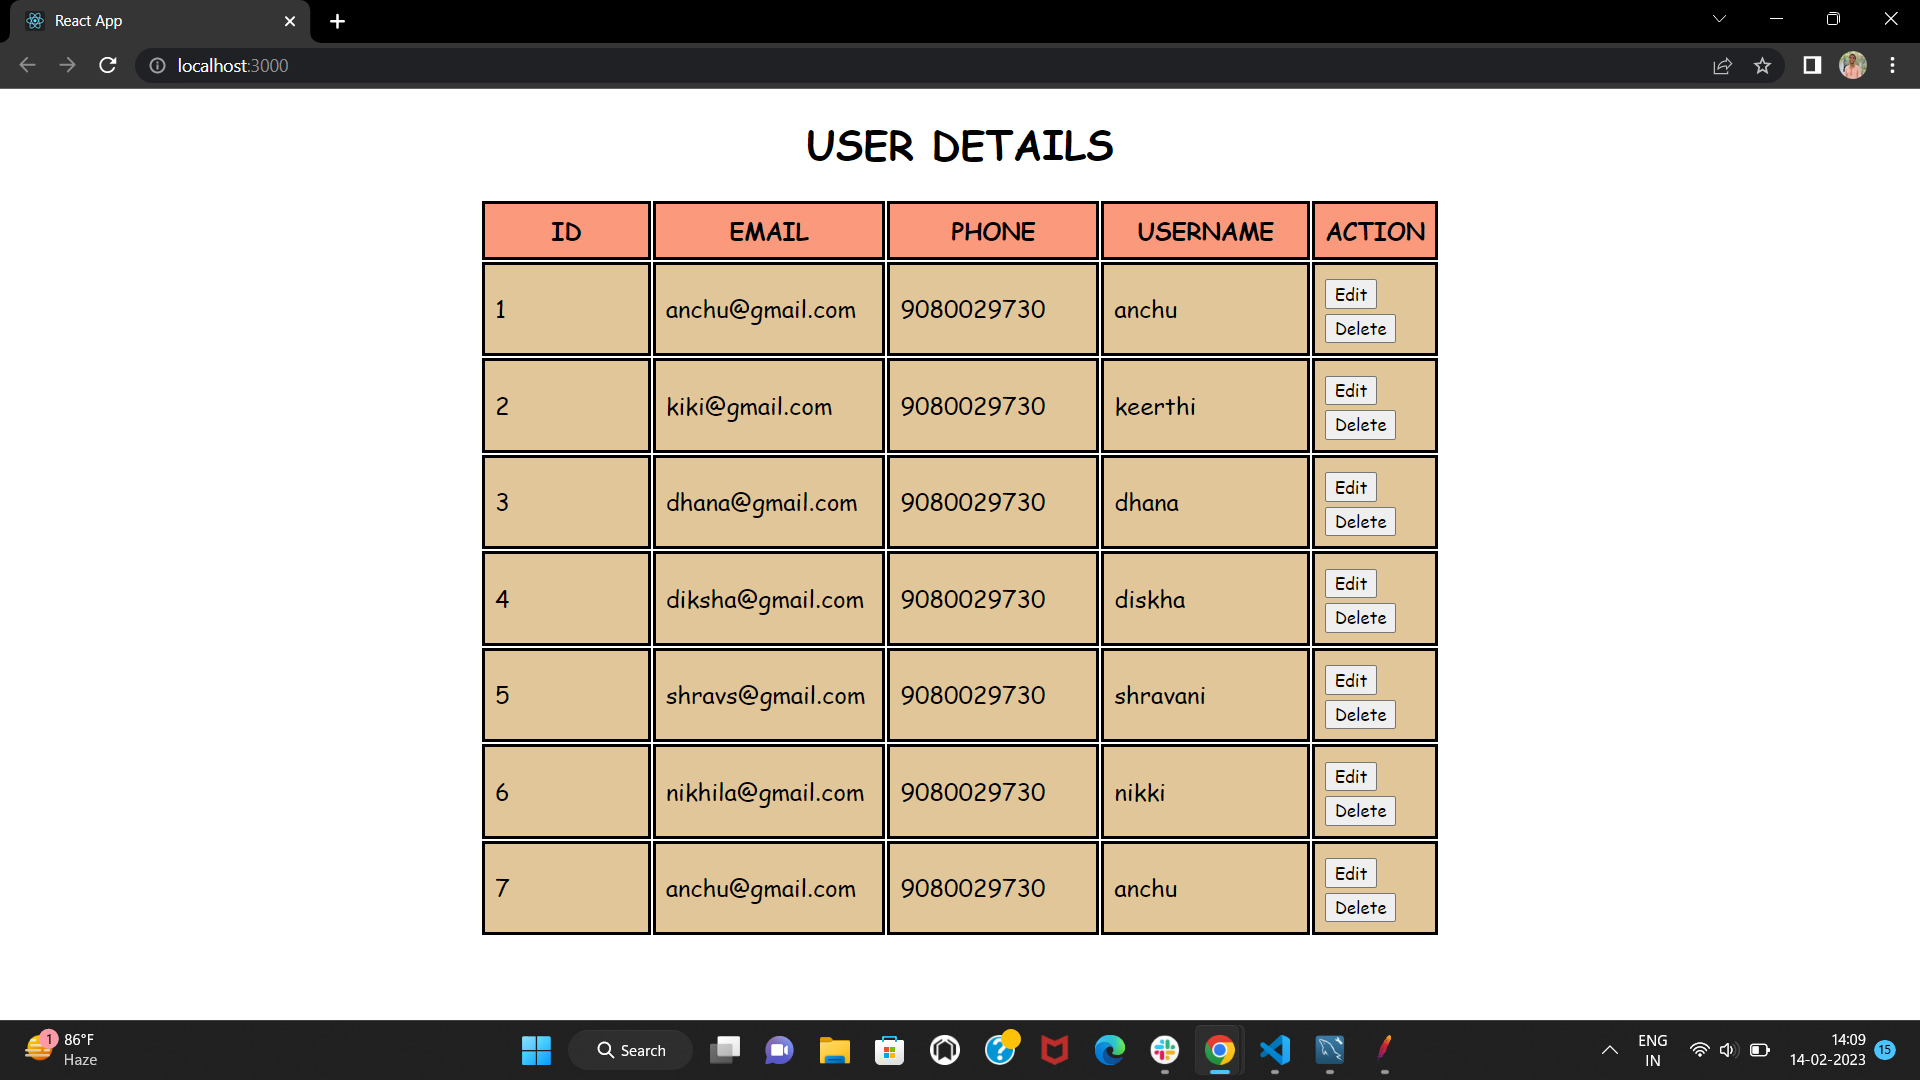 React App
localhost:3000
USER DETAILS
ID EMAIL PHONE USERNAME ACTION
1 anchu@gmail.com 9080029730 anchu Edit
Delete
2 kiki@gmail.com 9080029730 keerthi Edit
Delete
3 dhana@gmail.com 9080029730 dhana Edit
Delete
4 diksha@gmail.com 9080029730 diskha Edit
Delete
5 shravs@gmail.com 9080029730 shravani Edit
Delete
6 nikhila@gmail.com 9080029730 nikki Edit
Delete
7 anchu@gmail.com 9080029730 anchu Edit
Delete
1 86°F
Haze
Search
ENG
IN
14:09
14-02-2023
15